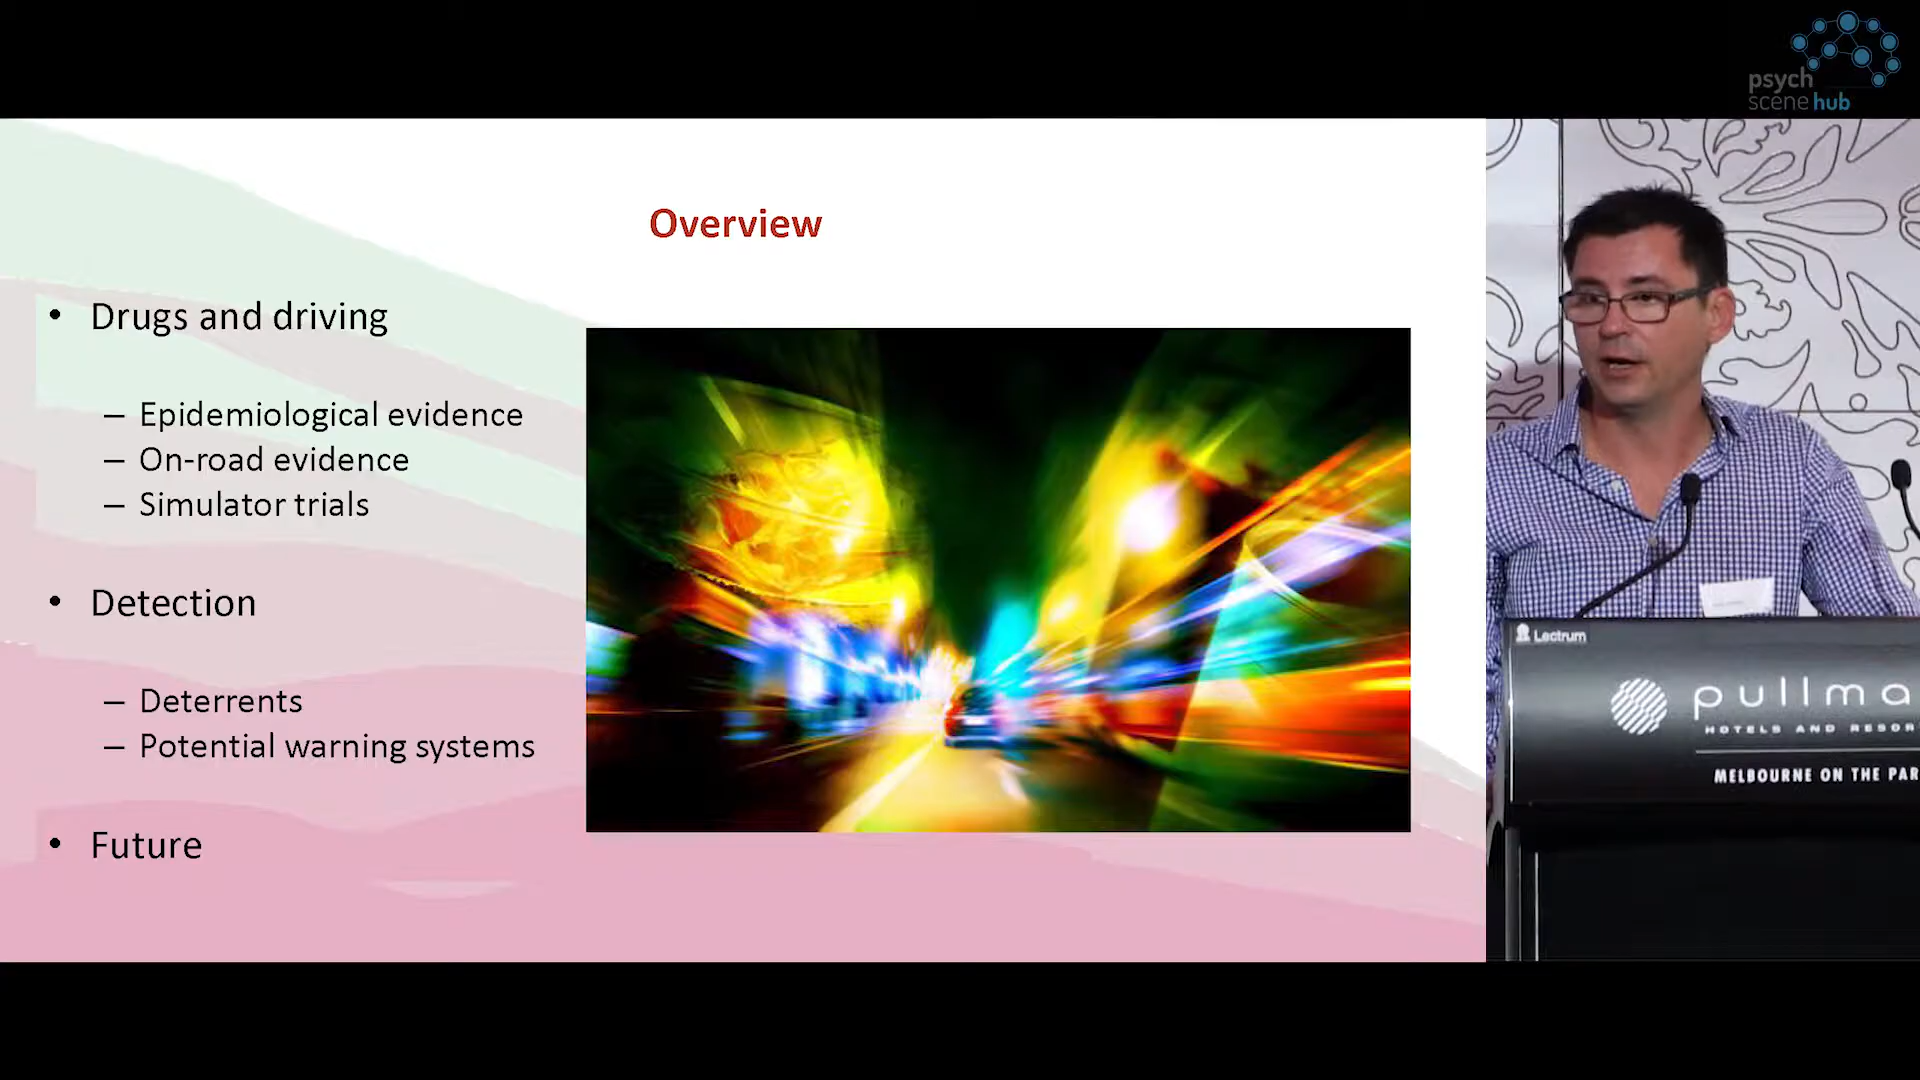 psych
scene hub
Overview
• Drugs and driving
– Epidemiological evidence
– On-road evidence
– Simulator trials
• Detection
– Deterrents
– Potential warning systems
• Future
Lectrum
pullma
HOTELS AND RESOR
MELBOURNE ON THE PAR